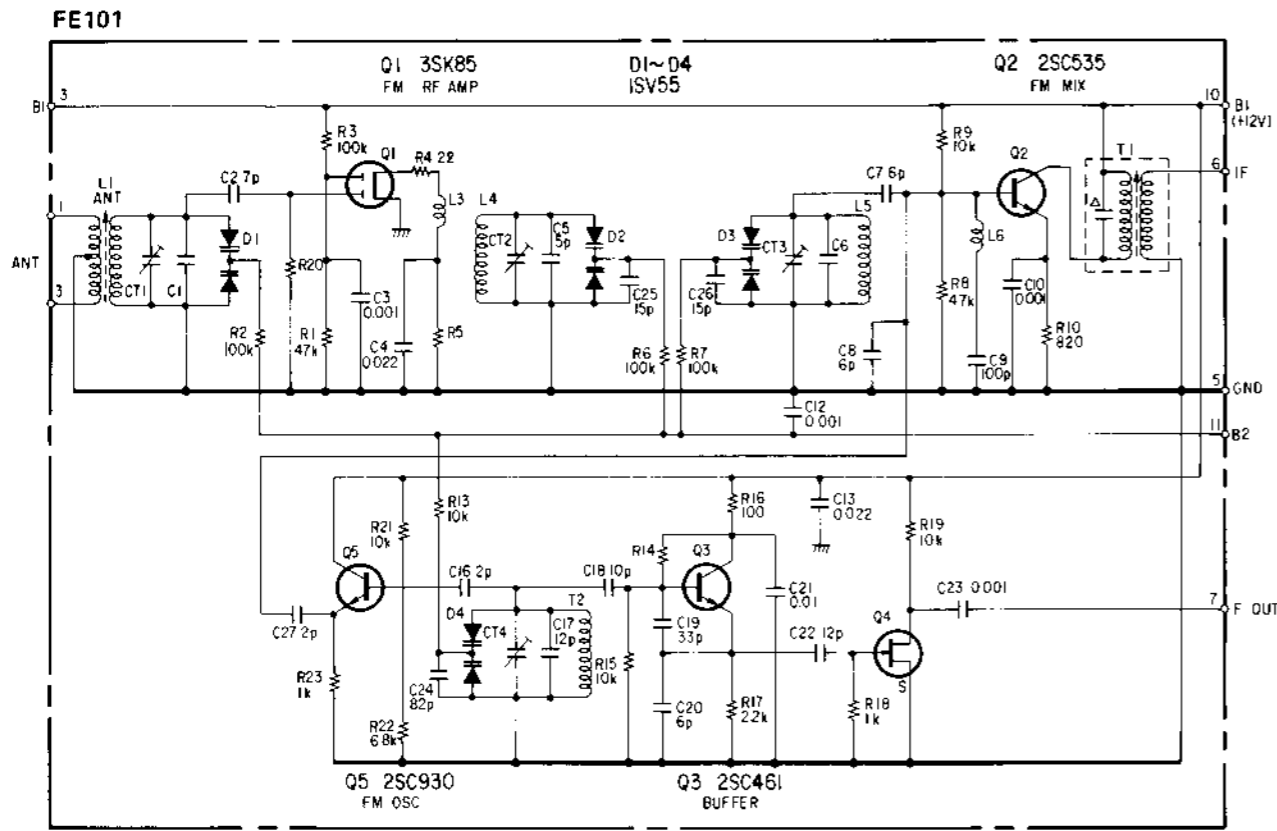 FE101
Q1 3SK85
FM RF AMP
D1~D4
1SV55
Q2 2SC535
FM MIX
B1 3
10 B1
(+12V)
R3
100k
Q1
R4 22
R9
10k
Q2
T1
6 IF
L1
ANT
C2 7p
L3
L4
C7 6p
L5
1
ANT
3
CT1
C1
D1
R20
CT2
C5
5p
D2
D3
CT3
C6
L6
R2
100k
R1
47k
C3
0.001
C4
0.022
R5
C25
15p
C26
15p
R6
100k
R7
100k
C8
6p
R8
47k
C9
100p
C10
0.001
R10
820
5 GND
C12
0.001
11 B2
R13
10k
R21
10k
Q5
C16 2p
C18 10p
R14
Q3
R16
100
C13
0.022
R19
10k
C21
0.01
C23 0.001
7 F OUT
C27 2p
D4
CT4
C17
12p
T2
C19
33p
C22 12p
Q4
S
R23
1k
C24
82p
R15
10k
R22
68k
C20
6p
R17
2.2k
R18
1k
Q5 2SC930
FM OSC
Q3 2SC461
BUFFER